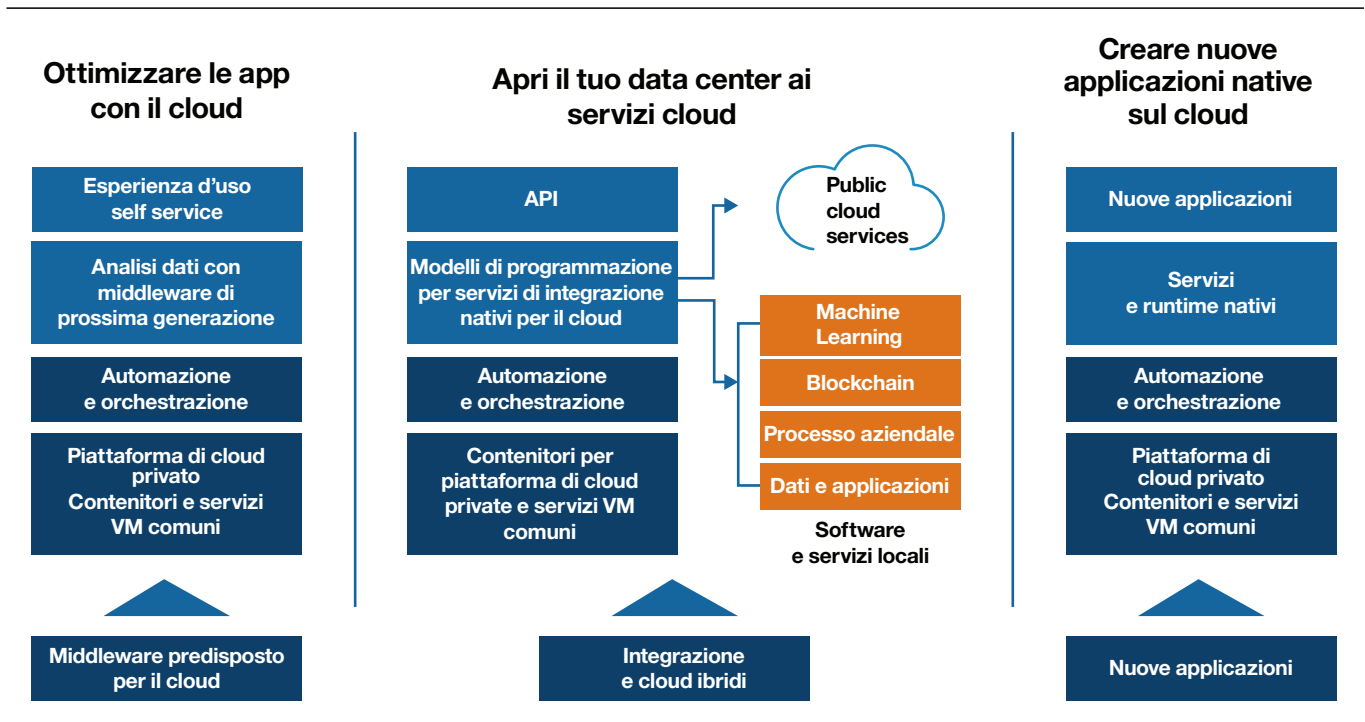 Ottimizzare le app
con il cloud
Esperienza d'uso
self service
Analisi dati con
middleware di
prossima generazione
Automazione
e orchestrazione
Piattaforma di cloud
privato
Contenitori e servizi
VM comuni
Middleware predisposto
per il cloud
Apri il tuo data center ai
servizi cloud
API
Modelli di programmazione
per servizi di integrazione
nativi per il cloud
Automazione
e orchestrazione
Contenitori per
piattaforma di cloud
private e servizi VM
comuni
Public
cloud
services
Machine
Learning
Blockchain
Processo aziendale
Dati e applicazioni
Software
e servizi locali
Integrazione
e cloud ibridi
Creare nuove
applicazioni native
sul cloud
Nuove applicazioni
Servizi
e runtime nativi
Automazione
e orchestrazione
Piattaforma di
cloud privato
Contenitori e servizi
VM comuni
Nuove applicazioni